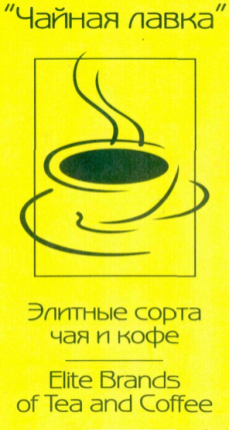 "Чайная лавка"
Элитные сорта
чая и кофе
Elite Brands
of Tea and Coffee